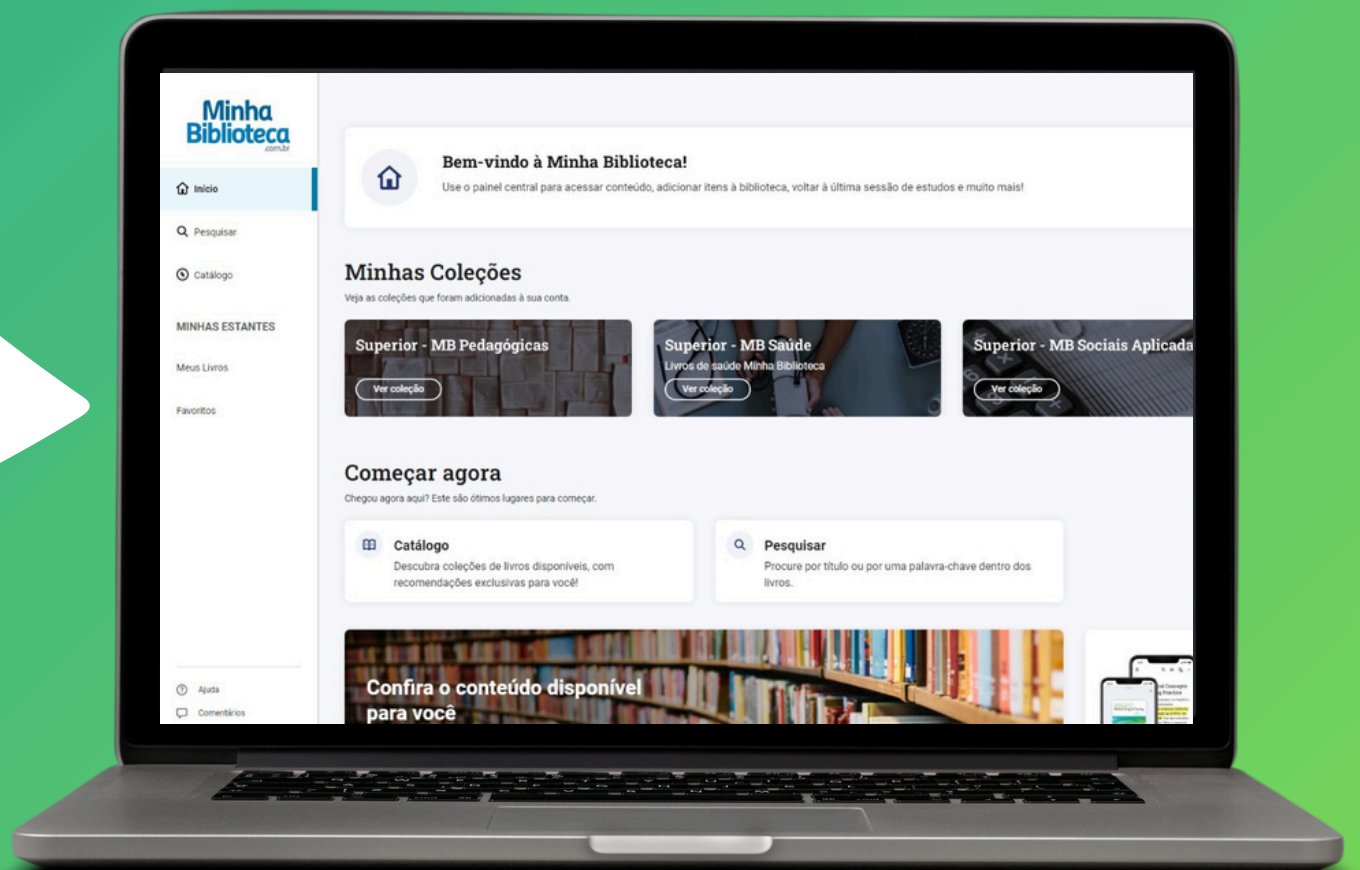 Minha
Biblioteca
.com.br
Início
Pesquisar
Catálogo
MINHAS ESTANTES
Meus Livros
Favoritos
Ajuda
Comentários
Bem-vindo à Minha Biblioteca!
Use o painel central para acessar conteúdo, adicionar itens à biblioteca, voltar à última sessão de estudos e muito mais!
Minhas Coleções
Veja as coleções que foram adicionadas à sua conta.
Superior - MB Pedagógicas
Ver coleção
Superior - MB Saúde
Livros de saúde Minha Biblioteca
Ver coleção
Superior - MB Sociais Aplicada
Ver coleção
Começar agora
Chegou agora aqui? Este são ótimos lugares para começar.
Catálogo
Descubra coleções de livros disponíveis, com
recomendações exclusivas para você!
Pesquisar
Procure por título ou por uma palavra-chave dentro dos
livros.
Confira o conteúdo disponível
para você